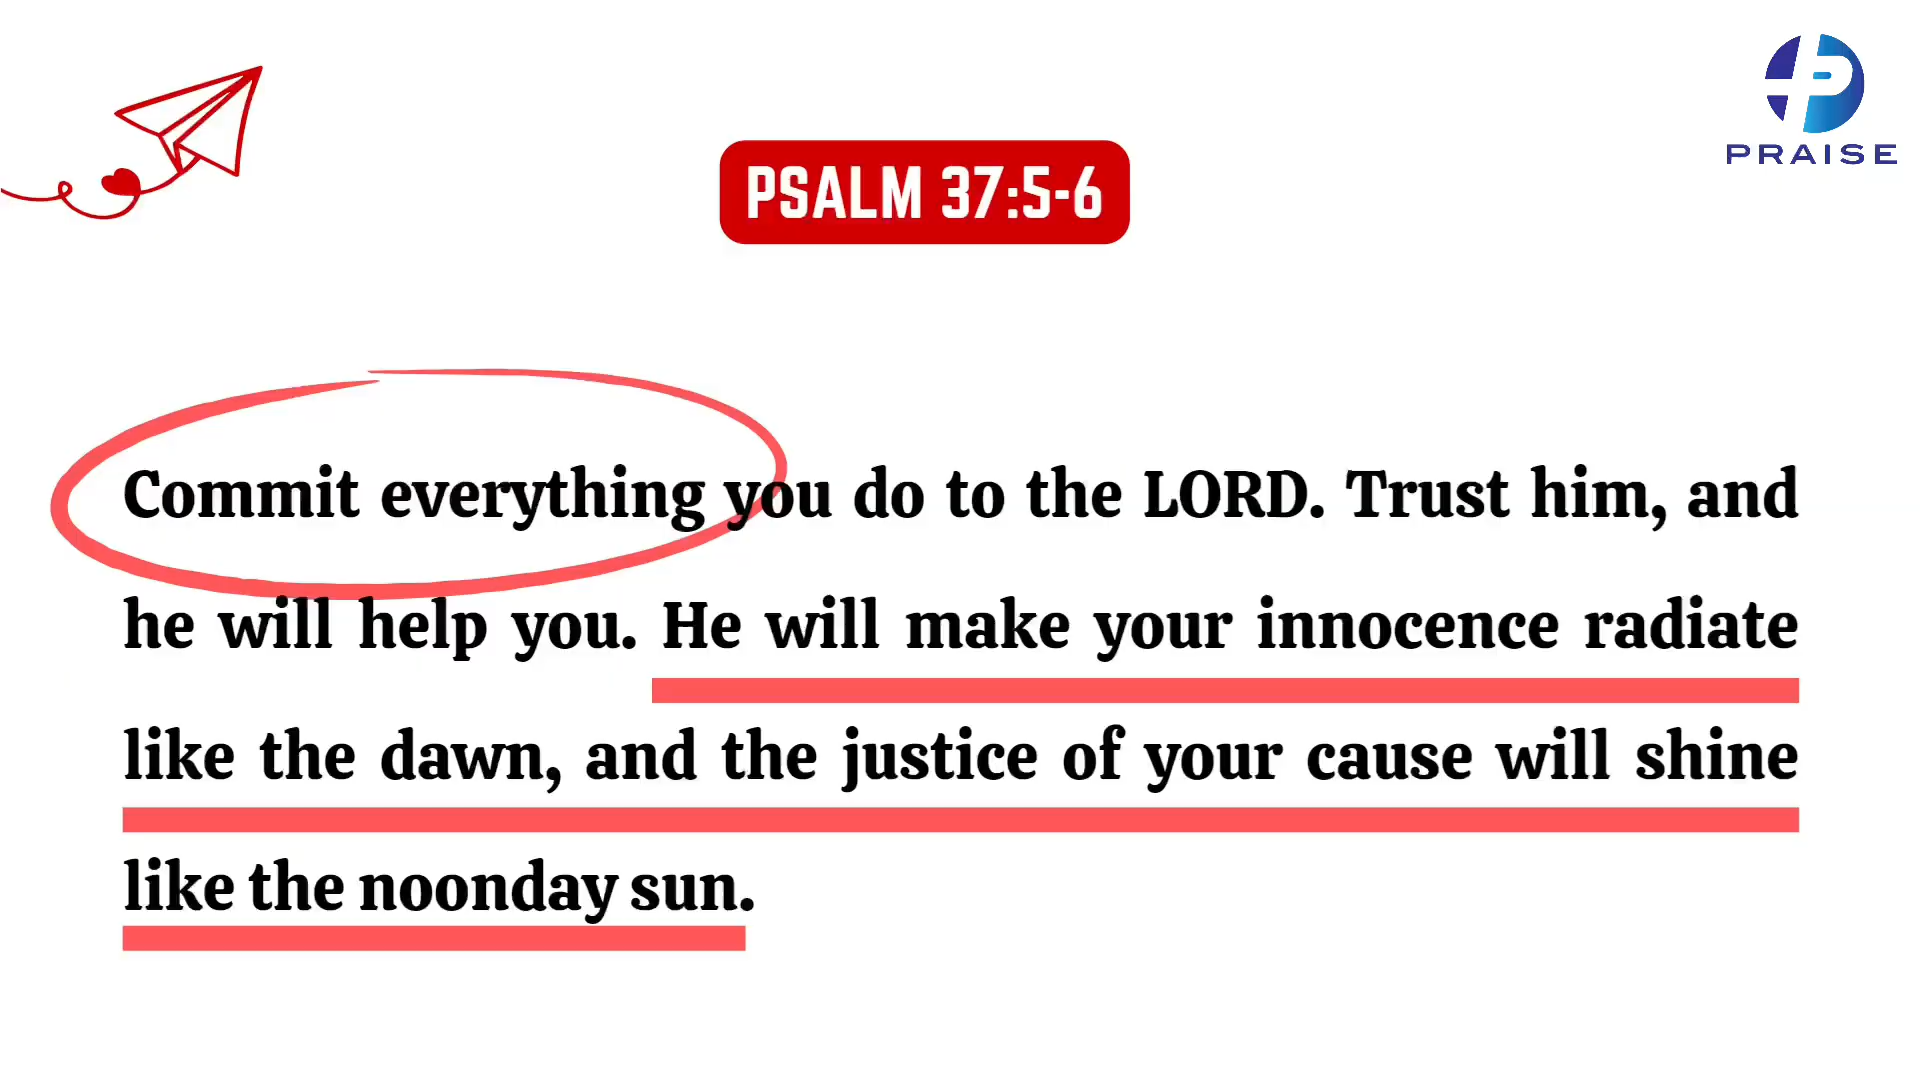 PRAISE
PSALM 37:5-6
Commit everything you do to the LORD. Trust him, and
he will help you. He will make your innocence radiate
like the dawn, and the justice of your cause will shine
like the noonday sun.